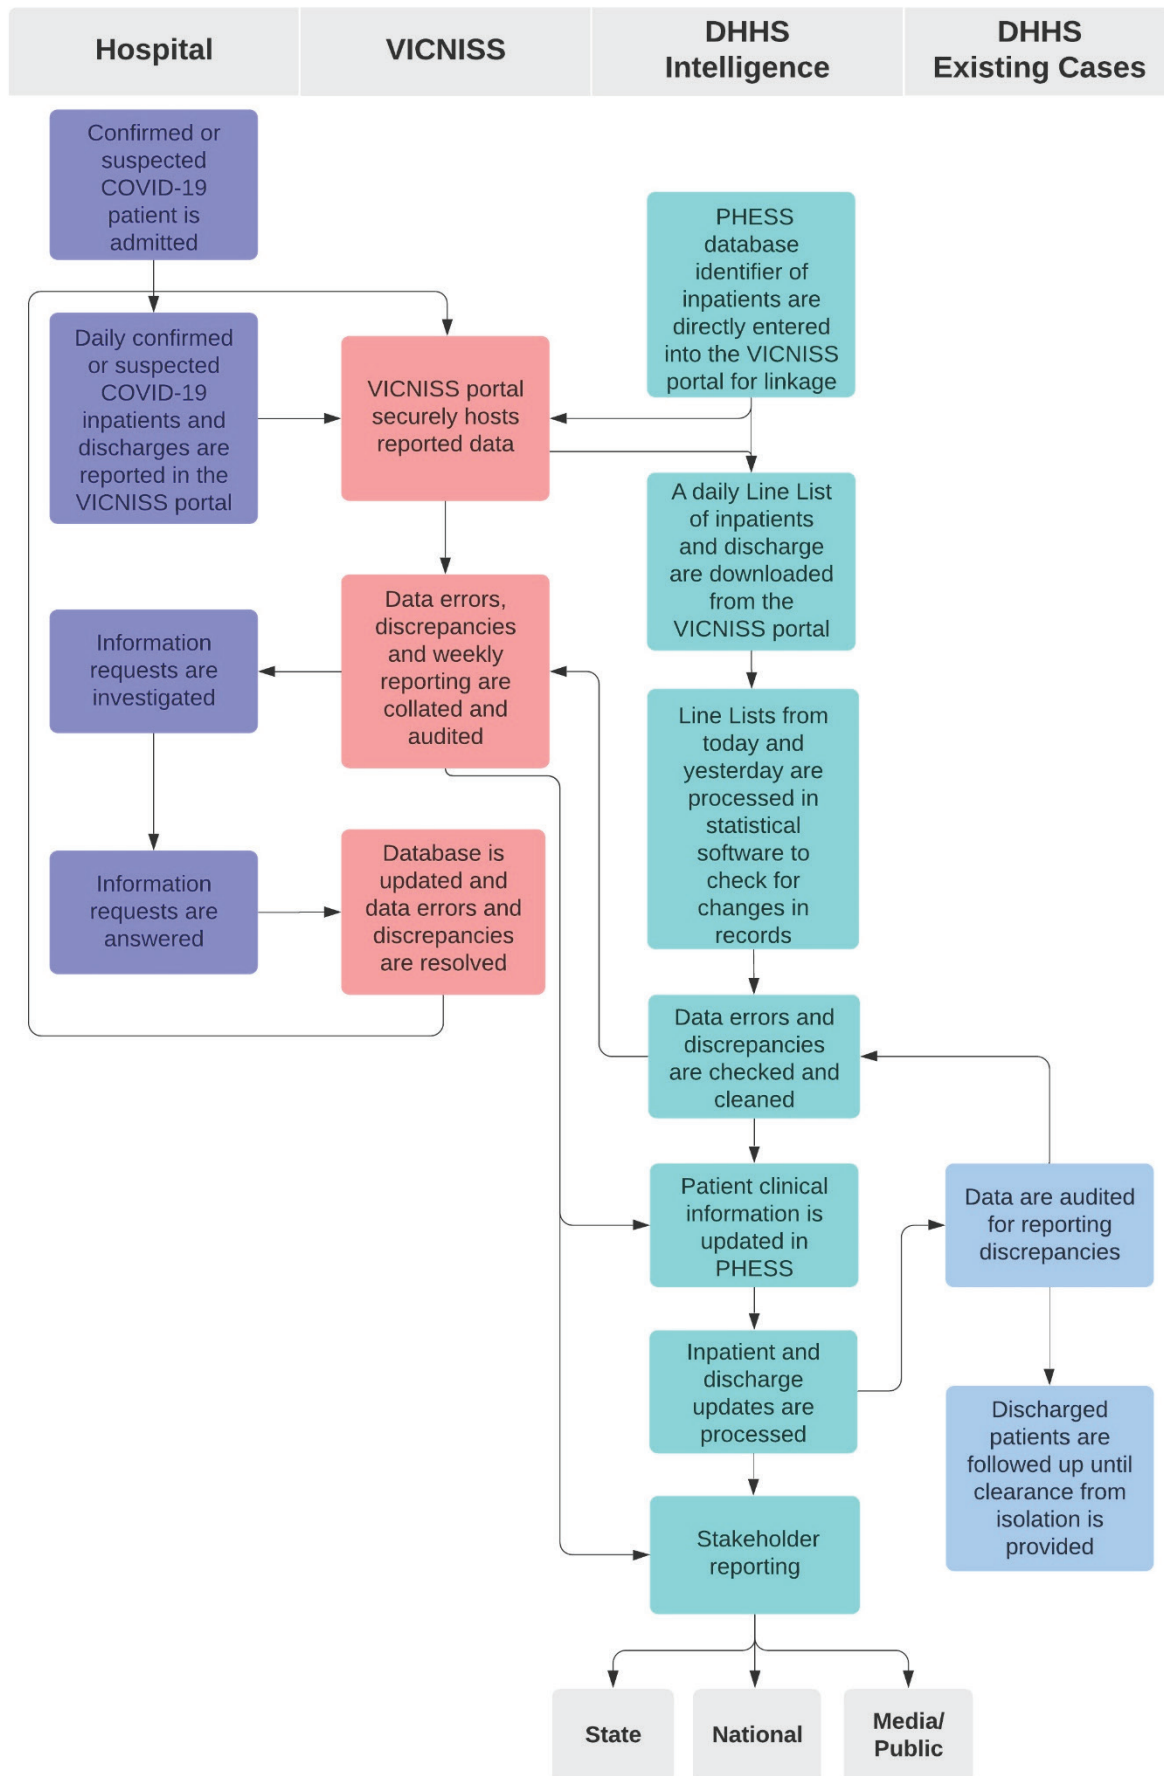 Hospital
VICNISS
DHHS
Intelligence
DHHS
Existing Cases
Confirmed or
suspected
COVID-19
patient is
admitted
Daily confirmed
or suspected
COVID-19
inpatients and
discharges are
reported in the
VICNISS portal
Information
requests are
investigated
Information
requests are
answered
VICNISS portal
securely hosts
reported data
Data errors,
discrepancies
and weekly
reporting are
collated and
audited
Database is
updated and
data errors and
discrepancies
are resolved
PHESS
database
identifier of
inpatients are
directly entered
into the VICNISS
portal for linkage
A daily Line List
of inpatients
and discharge
are downloaded
from the
VICNISS portal
Line Lists from
today and
yesterday are
processed in
statistical
software to
check for
changes in
records
Data errors and
discrepancies
are checked and
cleaned
Patient clinical
information is
updated in
PHESS
Inpatient and
discharge
updates are
processed
Stakeholder
reporting
Data are audited
for reporting
discrepancies
Discharged
patients are
followed up until
clearance from
isolation is
provided
State
National
Media/
Public